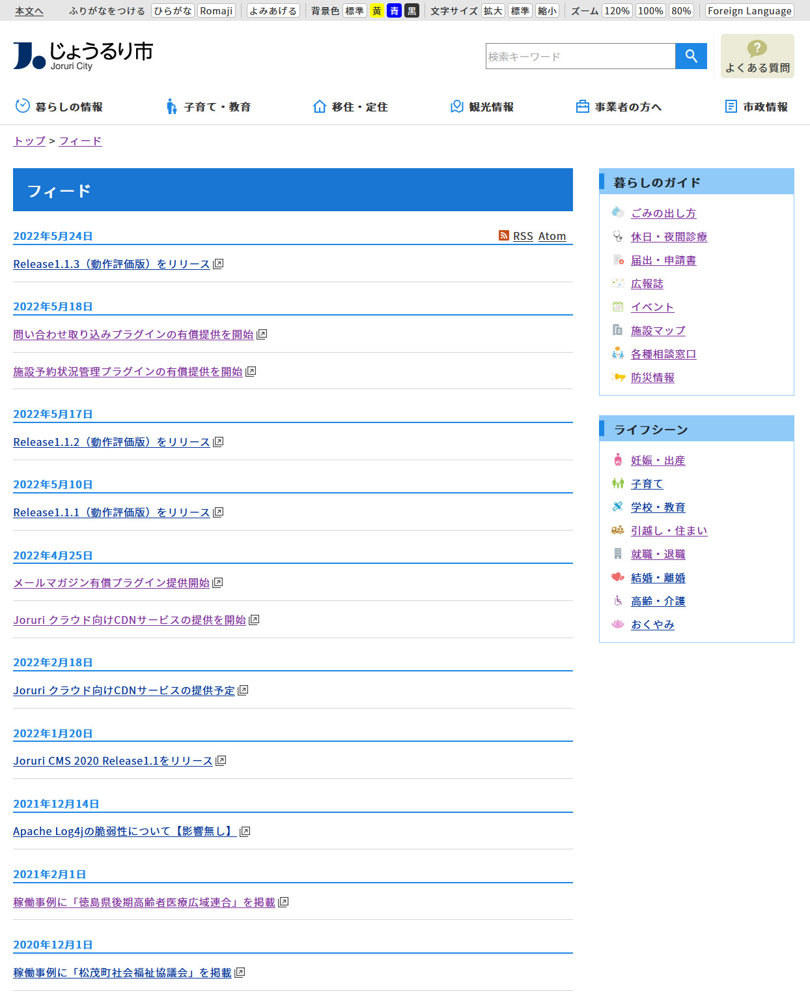 本文へ ふりがなをつける ひらがな Romaji よみあげる 背景色 標準 黄 青 黒 文字サイズ 拡大 標準 縮小 ズーム 120% 100% 80% Foreign Language
じょうるり市
Joruri City
検索キーワード
よくある質問
暮らしの情報 子育て・教育 移住・定住 観光情報 事業者の方へ 市政情報
トップ > フィード
フィード
2022年5月24日 RSS Atom
Release1.1.3（動作評価版）をリリース
2022年5月18日
問い合わせ取り込みプラグインの有償提供を開始
施設予約状況管理プラグインの有償提供を開始
2022年5月17日
Release1.1.2（動作評価版）をリリース
2022年5月10日
Release1.1.1（動作評価版）をリリース
2022年4月25日
メールマガジン有償プラグイン提供開始
Joruri クラウド向けCDNサービスの提供を開始
2022年2月18日
Joruri クラウド向けCDNサービスの提供予定
2022年1月20日
Joruri CMS 2020 Release1.1をリリース
2021年12月14日
Apache Log4jの脆弱性について【影響無し】
2021年2月1日
稼働事例に「徳島県後期高齢者医療広域連合」を掲載
2020年12月1日
稼働事例に「松茂町社会福祉協議会」を掲載
暮らしのガイド
ごみの出し方
休日・夜間診療
届出・申請書
広報誌
イベント
施設マップ
各種相談窓口
防災情報
ライフシーン
妊娠・出産
子育て
学校・教育
引越し・住まい
就職・退職
結婚・離婚
高齢・介護
おくやみ